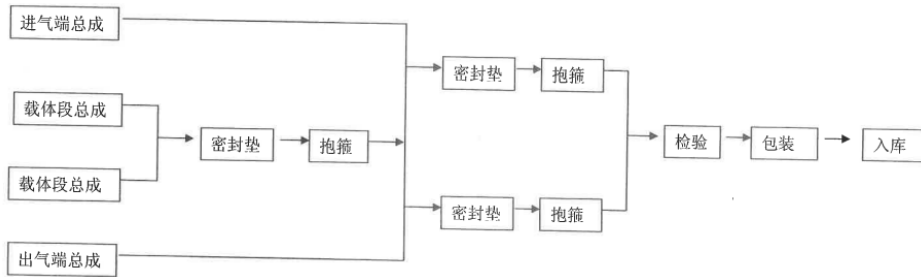 进气端总成
载体段总成
载体段总成
出气端总成
密封垫
抱箍
密封垫
抱箍
密封垫
抱箍
检验
包装
入库